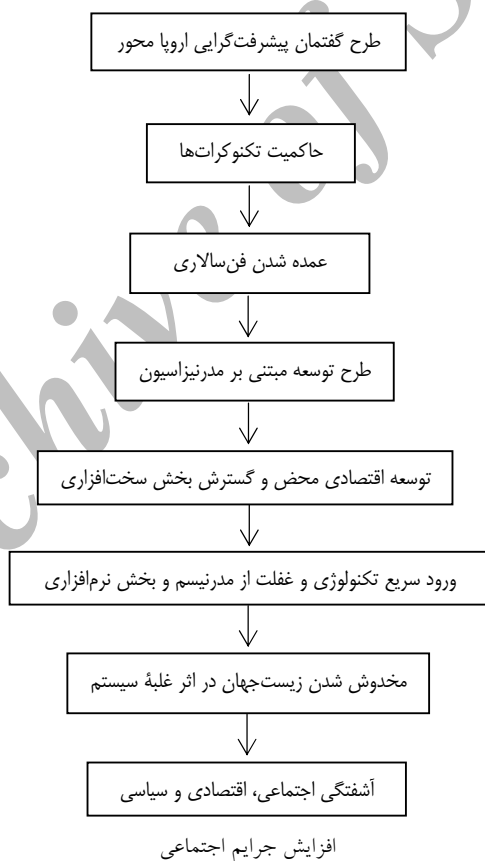 طرح گفتمان پیشرفت‌گرایی اروپا محور
حاکمیت تکنوکرات‌ها
عمده شدن فن‌سالاری
طرح توسعه مبتنی بر مدرنیزاسیون
توسعه اقتصادی محض و گسترش بخش سخت‌افزاری
ورود سریع تکنولوژی و غفلت از مدرنیسم و بخش نرم‌افزاری
مخدوش شدن زیست‌جهان در اثر غلبهٔ سیستم
آشفتگی اجتماعی، اقتصادی و سیاسی
افزایش جرایم اجتماعی
chive of S